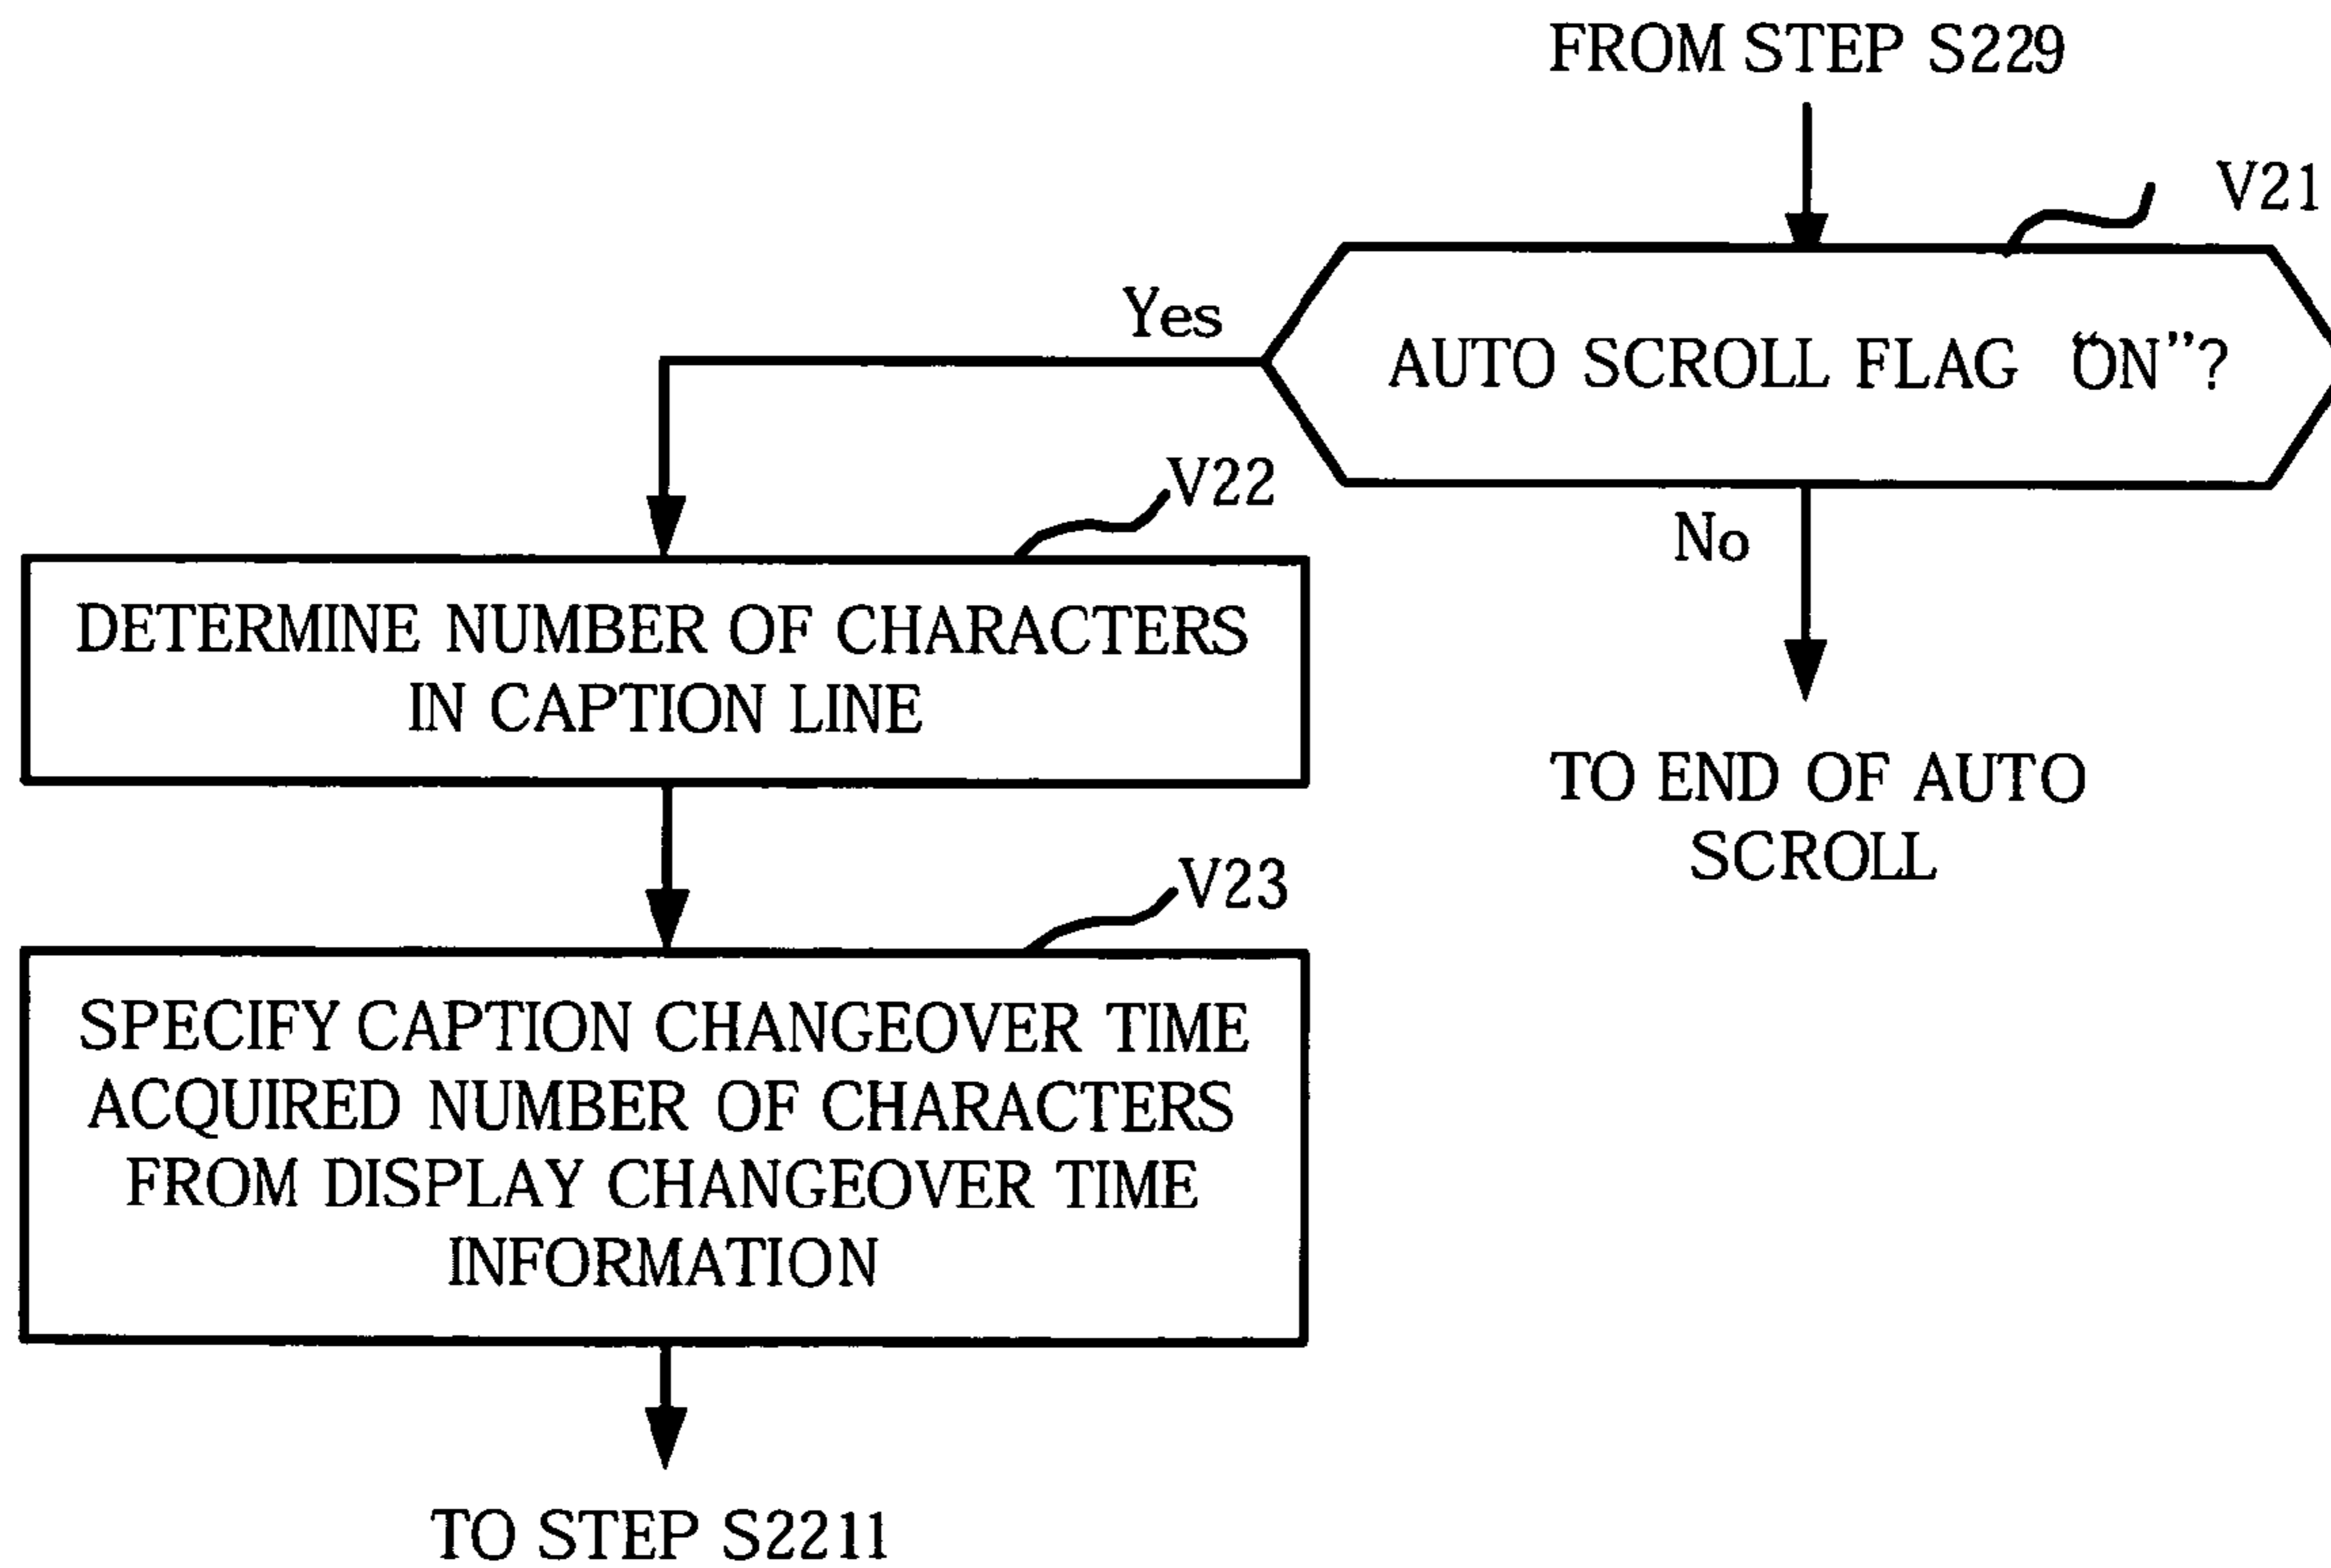 FROM STEP S229
V21
AUTO SCROLL FLAG “ON”?
Yes
No
V22
DETERMINE NUMBER OF CHARACTERS
IN CAPTION LINE
TO END OF AUTO
SCROLL
V23
SPECIFY CAPTION CHANGEOVER TIME
ACQUIRED NUMBER OF CHARACTERS
FROM DISPLAY CHANGEOVER TIME
INFORMATION
TO STEP S2211